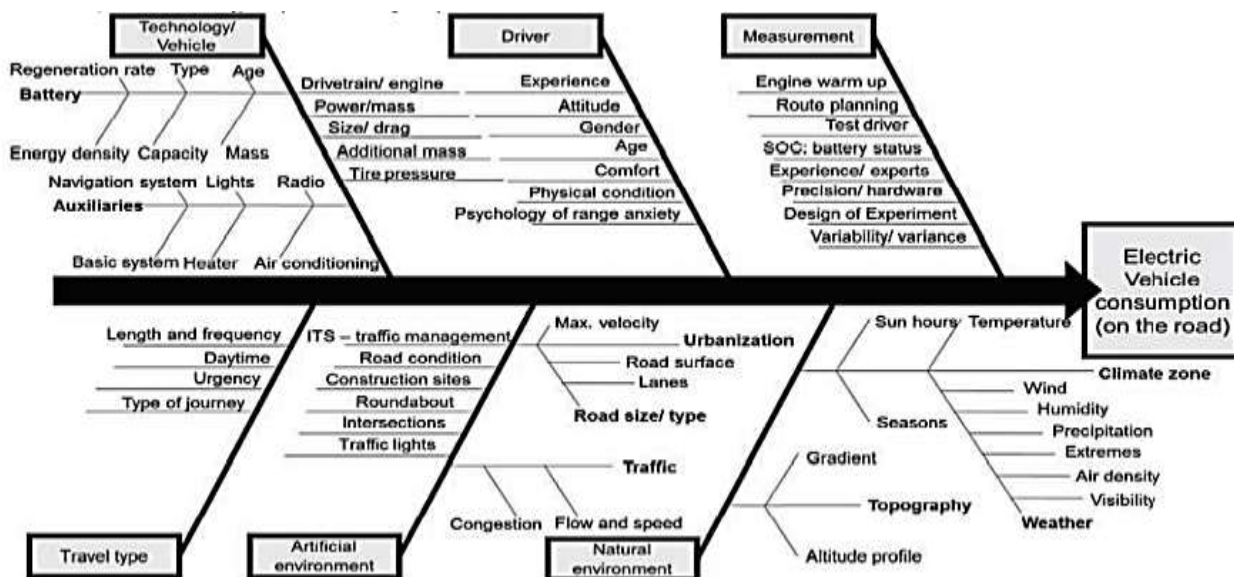 Technology/
Vehicle
Driver
Measurement
Regeneration rate
Type
Age
Battery
Energy density
Capacity
Mass
Navigation system
Lights
Radio
Auxiliaries
Basic system
Heater
Air conditioning
Drivetrain/ engine
Power/mass
Size/ drag
Additional mass
Tire pressure
Experience
Attitude
Gender
Age
Comfort
Physical condition
Psychology of range anxiety
Engine warm up
Route planning
Test driver
SOC: battery status
Experience/ experts
Precision/ hardware
Design of Experiment
Variability/ variance
Electric
Vehicle
consumption
(on the road)
Length and frequency
Daytime
Urgency
Type of journey
ITS – traffic management
Road condition
Construction sites
Roundabout
Intersections
Traffic lights
Max. velocity
Urbanization
Road surface
Lanes
Road size/ type
Traffic
Congestion
Flow and speed
Sun hours
Temperature
Climate zone
Seasons
Wind
Humidity
Precipitation
Extremes
Air density
Visibility
Weather
Gradient
Topography
Altitude profile
Travel type
Artificial
environment
Natural
environment